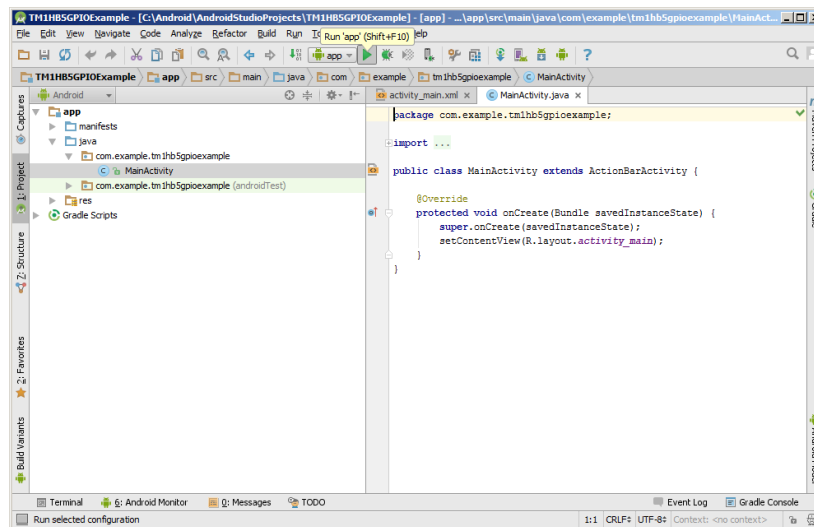 TM1HB5GPIOExample - [C:\Android\AndroidStudioProjects\TM1HB5GPIOExample] - [app] - ...\app\src\main\java\com\example\tm1hb5gpioexample\MainAct...
File Edit View Navigate Code Analyze Refactor Build Run
Run 'app' (Shift+F10)
app
TM1HB5GPIOExample app src main java com example tm1hb5gpioexample MainActivity
Captures
1: Project
7: Structure
2: Favorites
Build Variants
Android
app
manifests
java
com.example.tm1hb5gpioexample
MainActivity
com.example.tm1hb5gpioexample (androidTest)
res
Gradle Scripts
activity_main.xml MainActivity.java
package com.example.tm1hb5gpioexample;
import ...
public class MainActivity extends ActionBarActivity {
@Override
protected void onCreate(Bundle savedInstanceState) {
super.onCreate(savedInstanceState);
setContentView(R.layout.activity_main);
}
}
Terminal 6: Android Monitor 0: Messages TODO Event Log Gradle Console
Run selected configuration 1:1 CRLF UTF-8 Context: <no context>